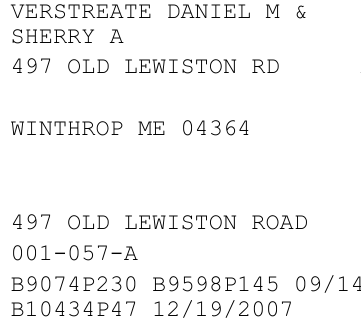 VERSTREATE DANIEL M &
SHERRY A
497 OLD LEWISTON RD
WINTHROP ME 04364
497 OLD LEWISTON ROAD
001-057-A
B9074P230 B9598P145 09/14
B10434P47 12/19/2007